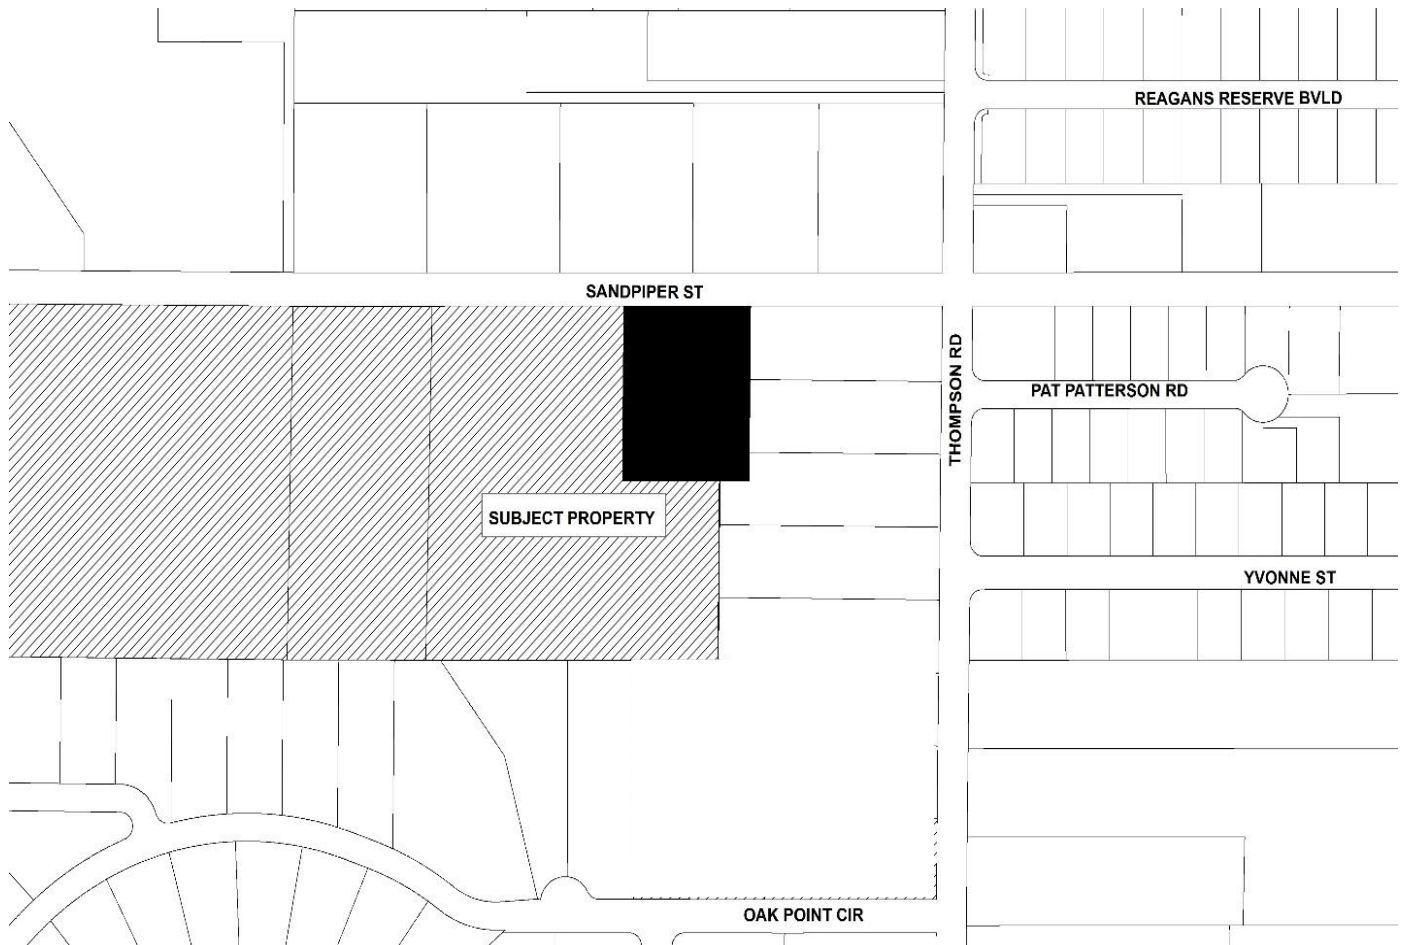 REAGANS RESERVE BVLD
SANDPIPER ST
THOMPSON RD
PAT PATTERSON RD
SUBJECT PROPERTY
YVONNE ST
OAK POINT CIR